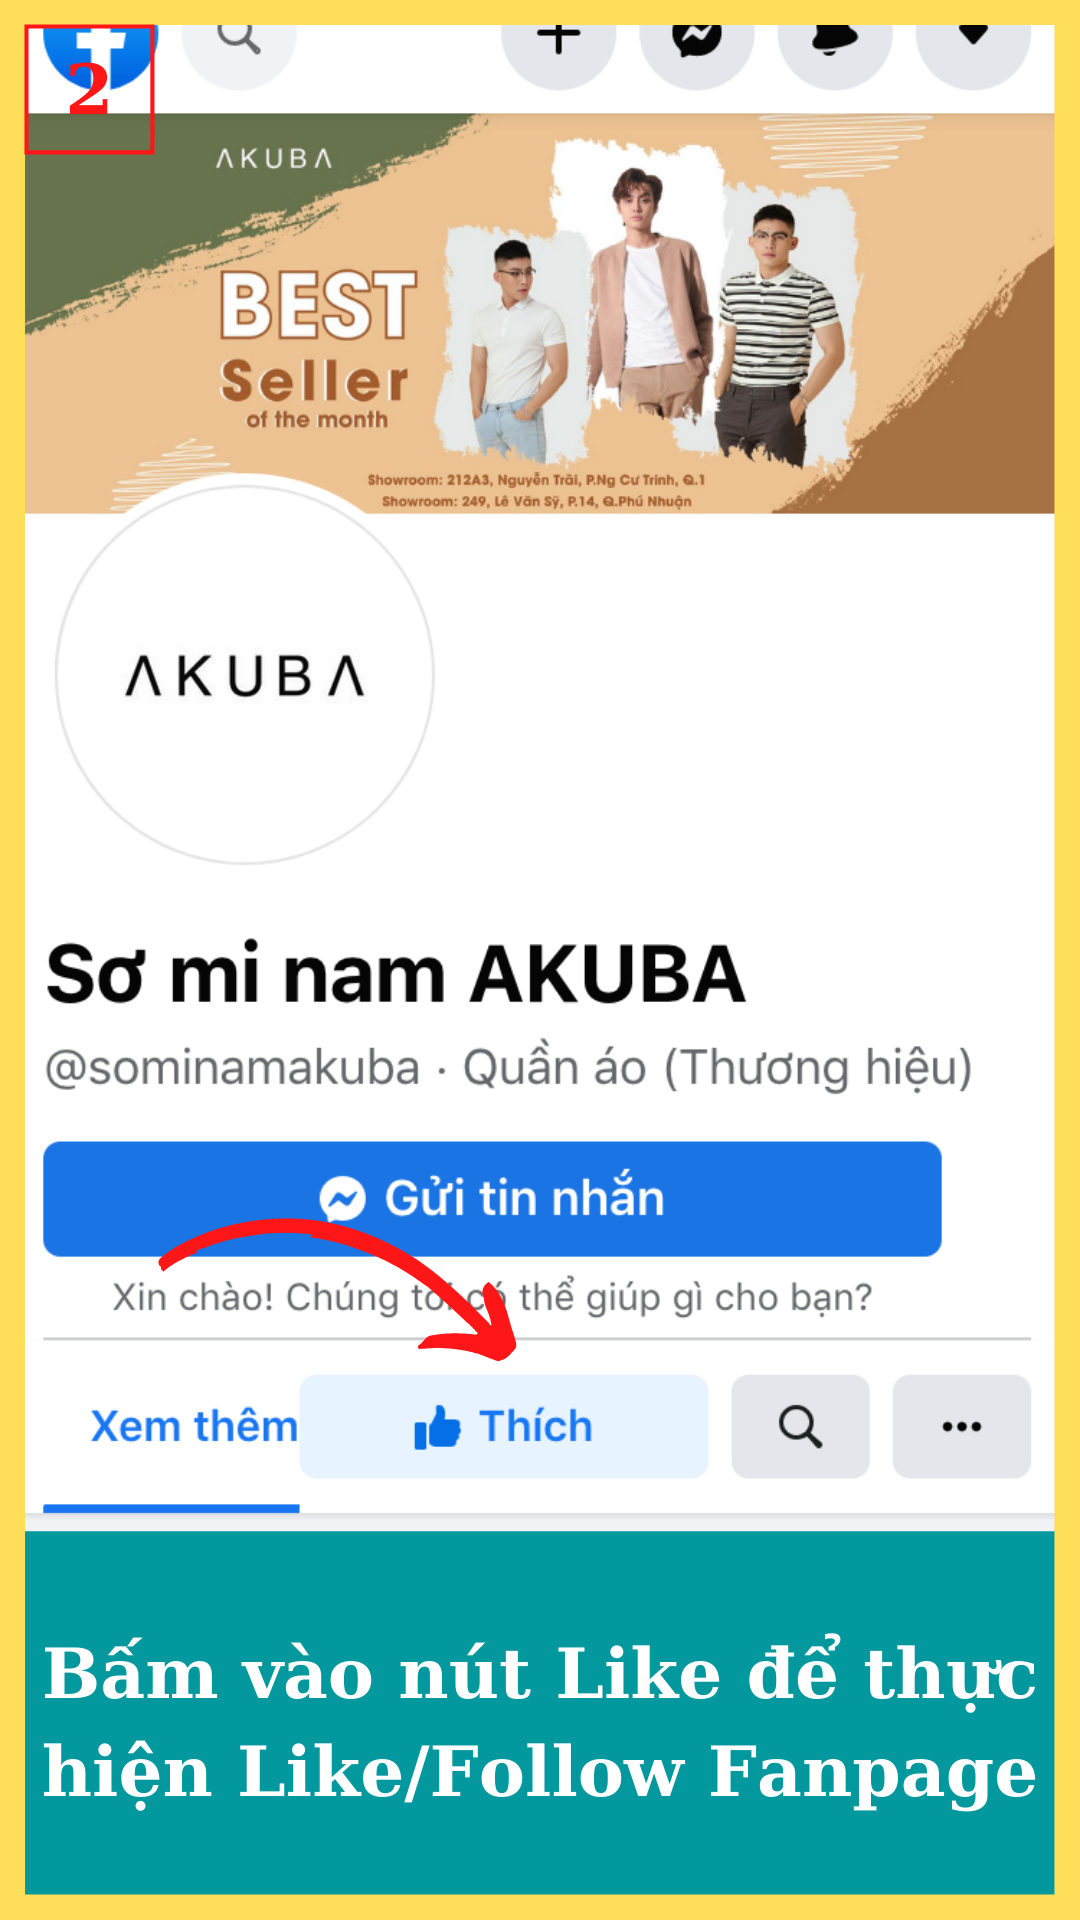 2
ΛKUBΛ
BEST
Seller
of the month
Showroom: 212A3, Nguyễn Trãi, P.Ng Cư Trinh, Q.1
Showroom: 249, Lê Văn Sỹ, P.14, Q.Phú Nhuận
ΛKUBΛ
Sơ mi nam AKUBA
@sominamakuba · Quần áo (Thương hiệu)
Gửi tin nhắn
Xin chào! Chúng tôi có thể giúp gì cho bạn?
Xem thêm Thích
Bấm vào nút Like để thực
hiện Like/Follow Fanpage